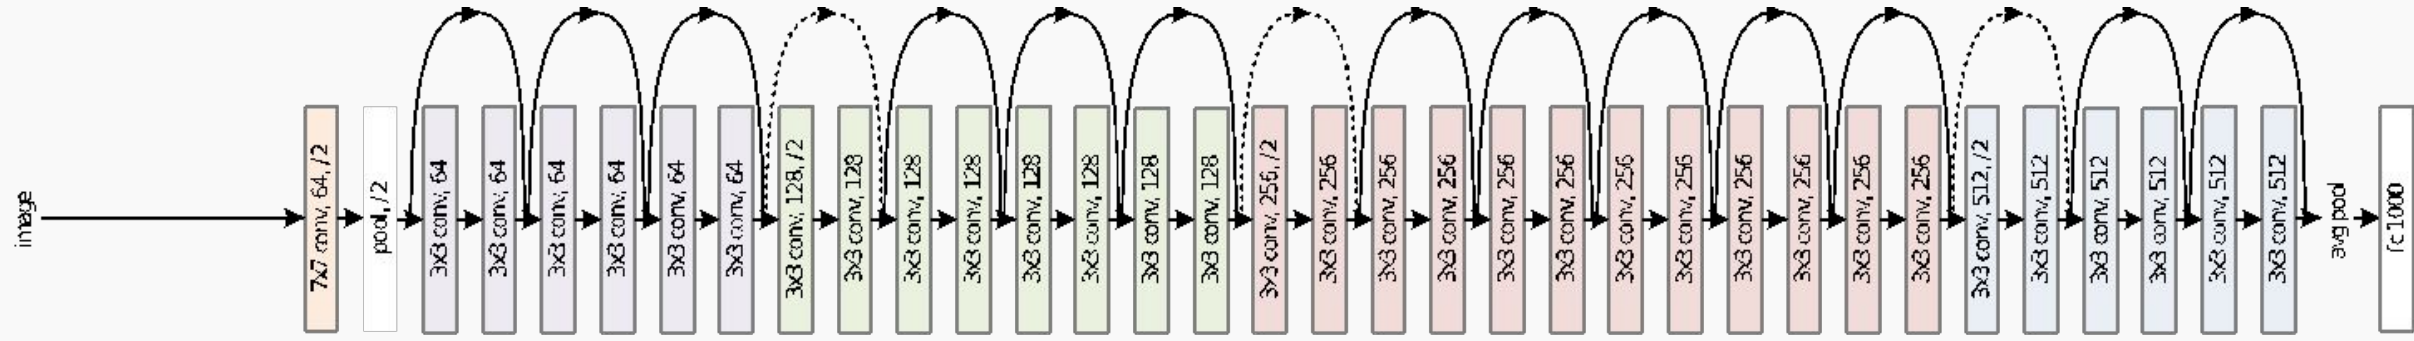 image
7x7 conv, 64, /2
pool, /2
3x3 conv, 64
3x3 conv, 64
3x3 conv, 64
3x3 conv, 64
3x3 conv, 64
3x3 conv, 64
3x3 conv, 128, /2
3x3 conv, 128
3x3 conv, 128
3x3 conv, 128
3x3 conv, 128
3x3 conv, 128
3x3 conv, 128
3x3 conv, 128
3x3 conv, 256, /2
3x3 conv, 256
3x3 conv, 256
3x3 conv, 256
3x3 conv, 256
3x3 conv, 256
3x3 conv, 256
3x3 conv, 256
3x3 conv, 256
3x3 conv, 256
3x3 conv, 256
3x3 conv, 256
3x3 conv, 512, /2
3x3 conv, 512
3x3 conv, 512
3x3 conv, 512
3x3 conv, 512
3x3 conv, 512
avg pool
fc 1000